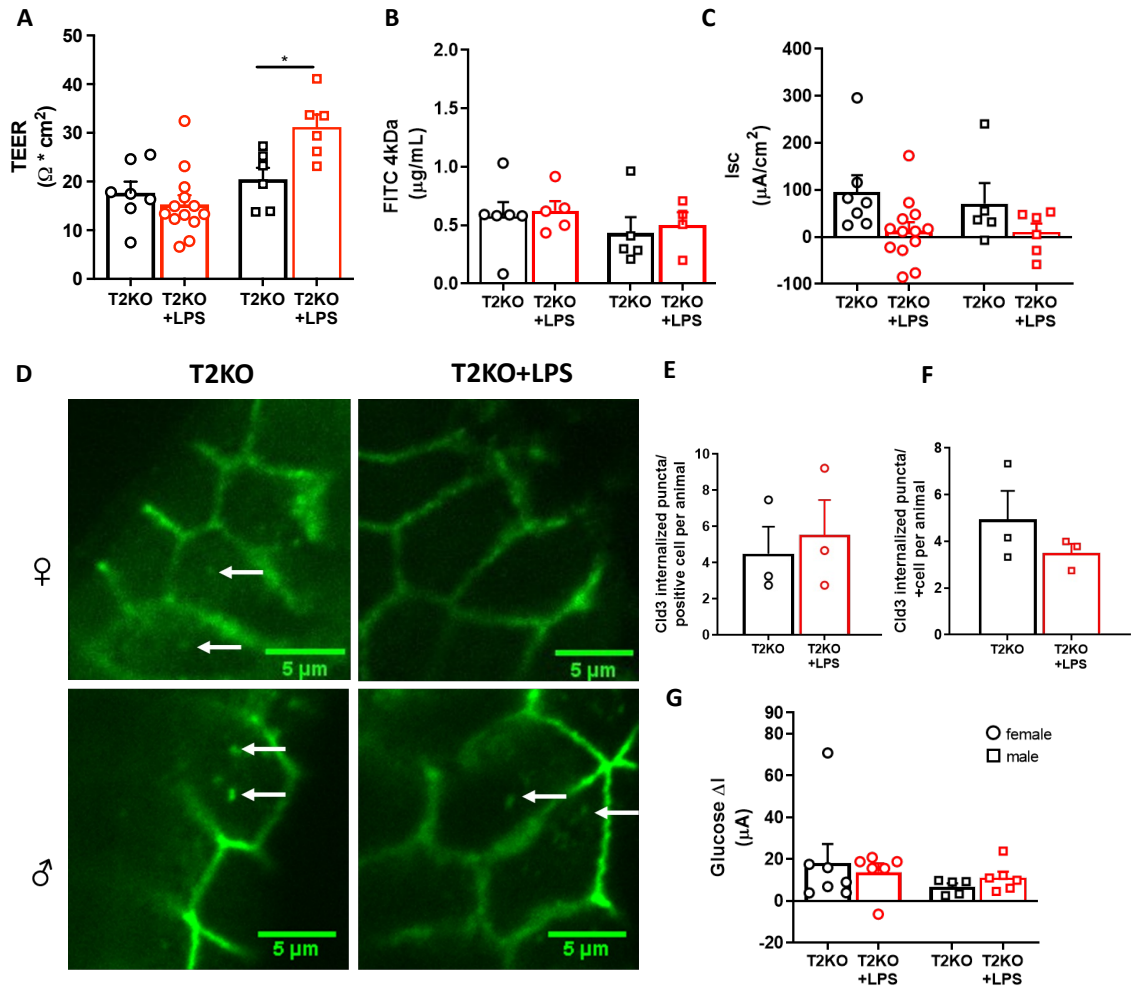 A
TEER
(Ω * cm2)
50
40
30
20
10
0
*
T2KO
T2KO
+LPS
T2KO
T2KO
+LPS
B
FITC 4kDa
(μg/mL)
2.0
1.5
1.0
0.5
0.0
T2KO
T2KO
+LPS
T2KO
T2KO
+LPS
C
Isc
(μA/cm²)
400
300
200
100
0
-100
T2KO
T2KO
+LPS
T2KO
T2KO
+LPS
D
T2KO
T2KO+LPS
♀
5 μm
5 μm
♂
5 μm
5 μm
E
Cld3 internalized puncta/
positive cell per animal
10
8
6
4
2
0
T2KO
T2KO
+LPS
F
Cld3 internalized puncta/
+cell per animal
8
6
4
2
0
T2KO
T2KO
+LPS
G
Glucose ΔI
(μA)
90
80
60
40
20
0
-20
female
male
T2KO
T2KO
+LPS
T2KO
T2KO
+LPS